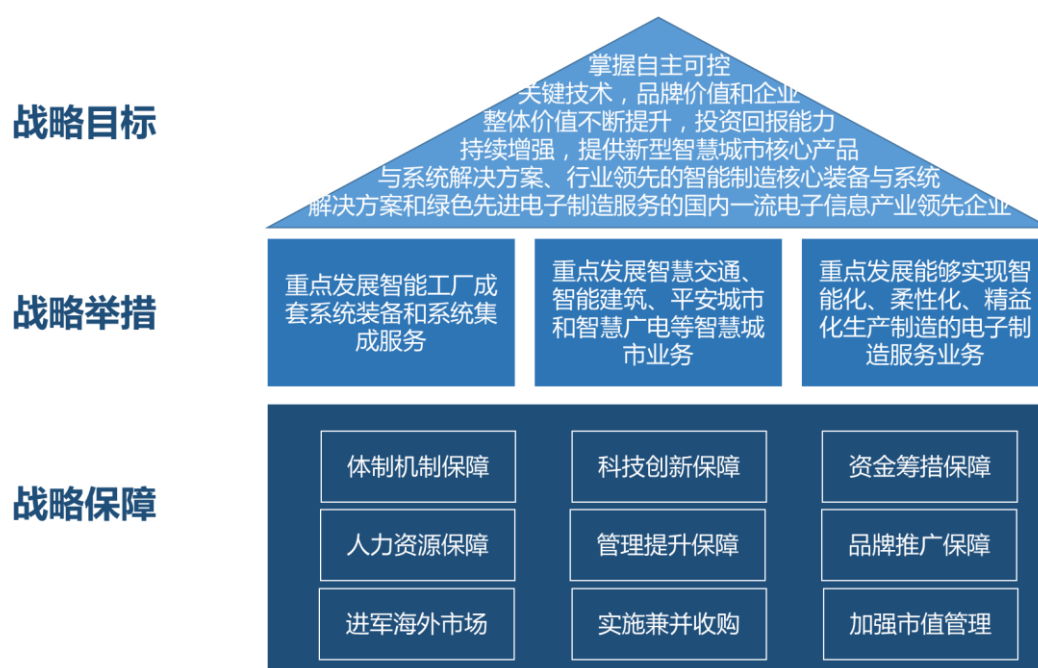 战略目标
掌握自主可控
关键技术，品牌价值和企业
整体价值不断提升，投资回报能力
持续增强，提供新型智慧城市核心产品
与系统解决方案、行业领先的智能制造核心装备与系统
解决方案和绿色先进电子制造服务的国内一流电子信息产业领先企业
战略举措
重点发展智能工厂成
套系统装备和系统集
成服务
重点发展智慧交通、
智能建筑、平安城市
和智慧广电等智慧城
市业务
重点发展能够实现智
能化、柔性化、精益
化生产制造的电子制
造服务业务
战略保障
体制机制保障
科技创新保障
资金筹措保障
人力资源保障
管理提升保障
品牌推广保障
进军海外市场
实施兼并收购
加强市值管理